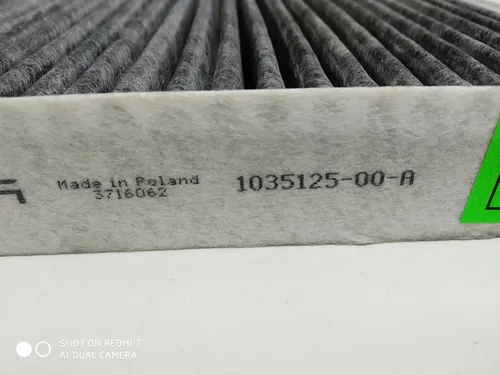 Made in Poland
3716062
1035125-00-A
SHOT ON REDMI 7
AI DUAL CAMERA